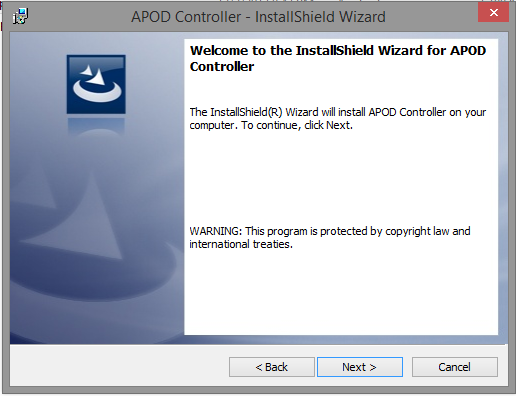 APOD Controller - InstallShield Wizard
Welcome to the InstallShield Wizard for APOD
Controller
The InstallShield(R) Wizard will install APOD Controller on your
computer. To continue, click Next.
WARNING: This program is protected by copyright law and
international treaties.
< Back
Next >
Cancel